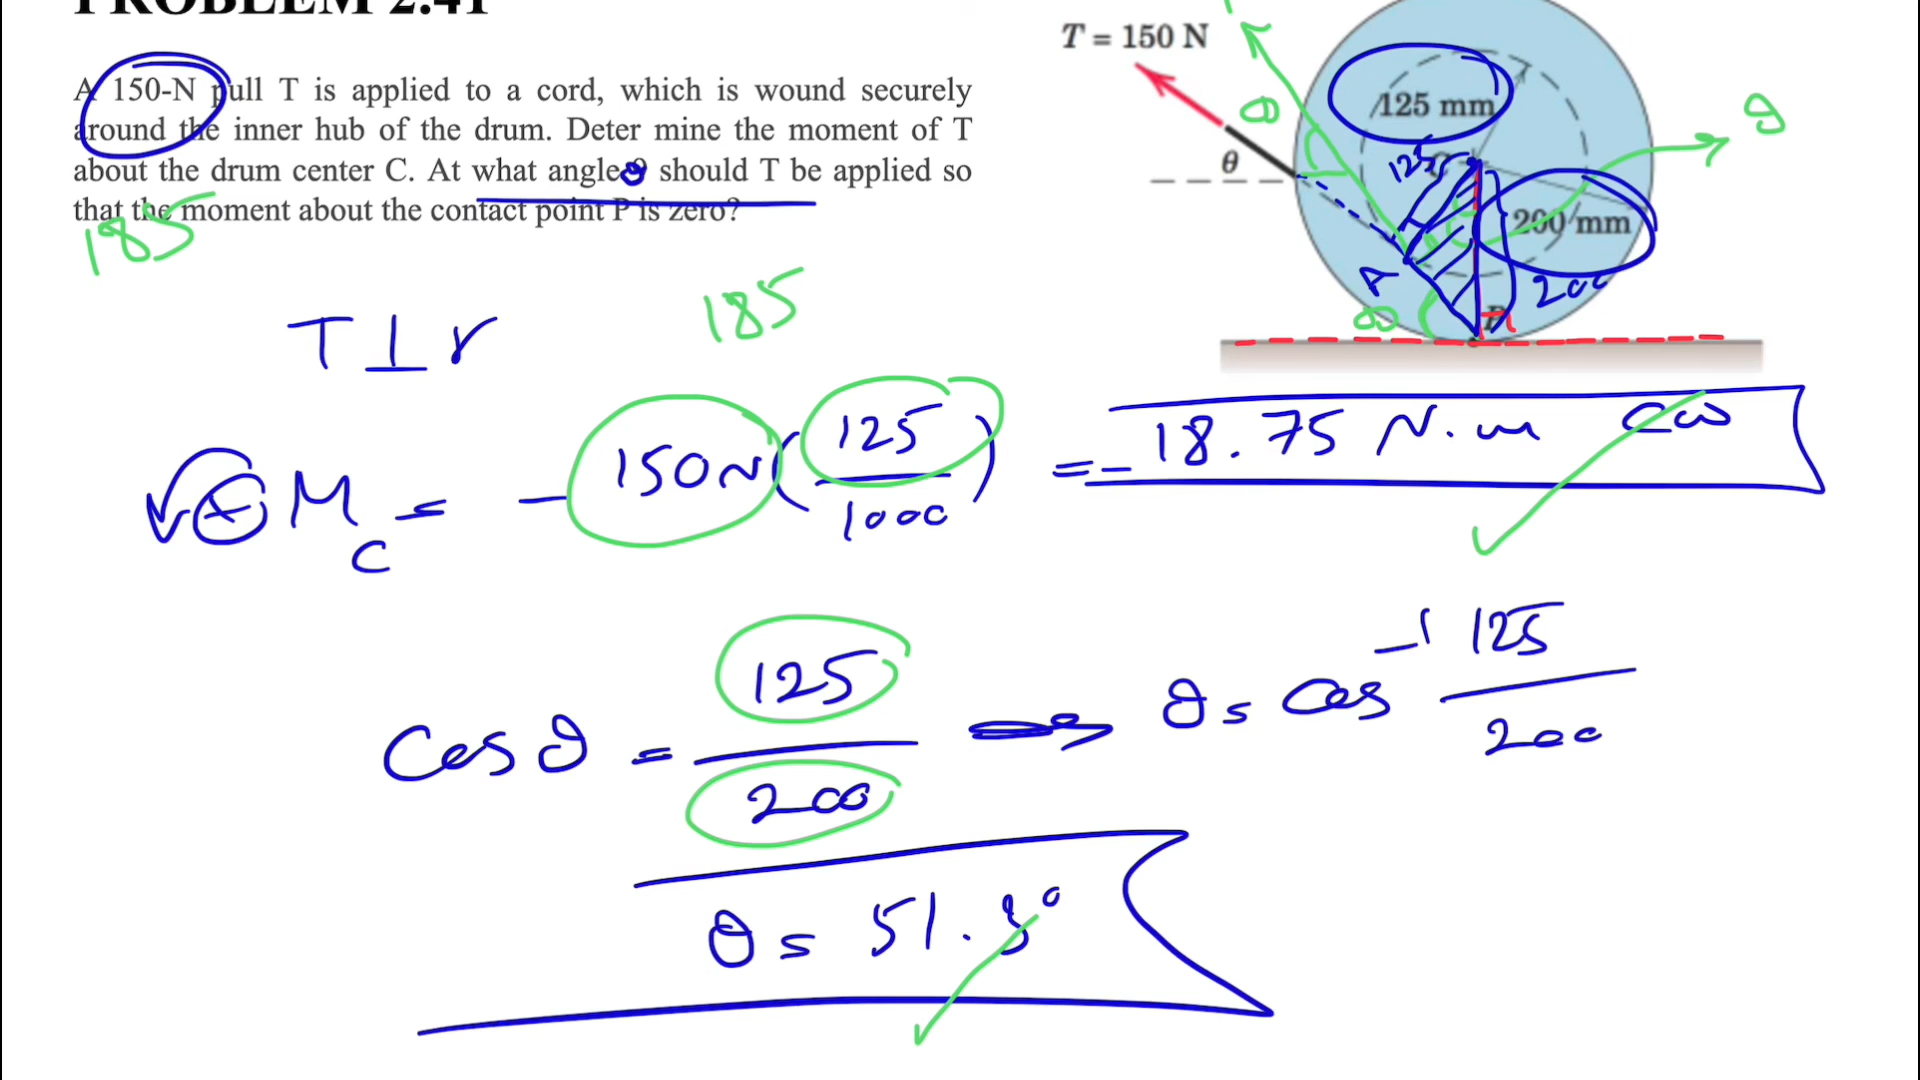 PROBLEM 2.41
A 150-N pull T is applied to a cord, which is wound securely
around the inner hub of the drum. Deter mine the moment of T
about the drum center C. At what angle θ should T be applied so
that the moment about the contact point P is zero?
185
T = 150 N
θ
θ
θ
125 mm
125
200 mm
200
A
θ
P
T ⊥ r
185
+ M_C = - 150N (125/1000) = - 18.75 N.m cw
Cos θ = 125/200 ⇒ θ = Cos⁻¹ 125/200
θ = 51.3°